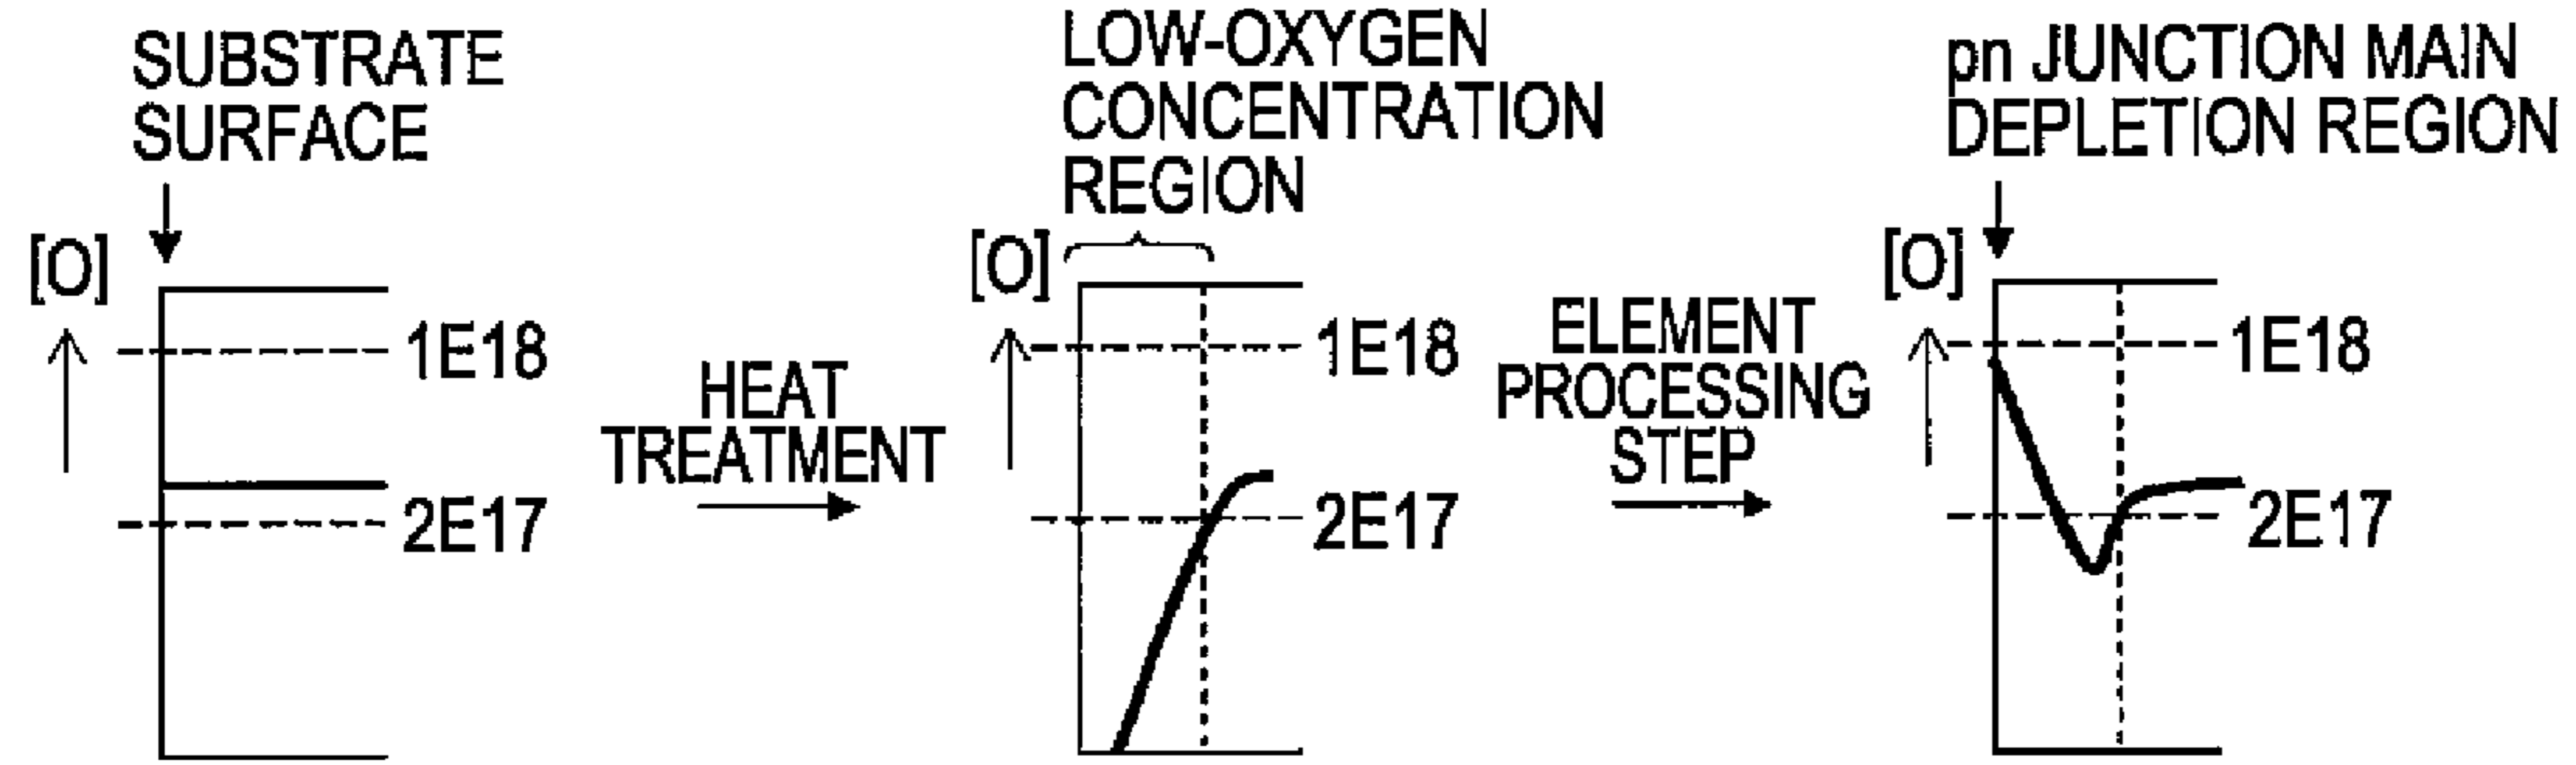 SUBSTRATE
SURFACE
[O]
1E18
2E17
HEAT
TREATMENT
LOW-OXYGEN
CONCENTRATION
REGION
[O]
1E18
2E17
ELEMENT
PROCESSING
STEP
pn JUNCTION MAIN
DEPLETION REGION
[O]
1E18
2E17